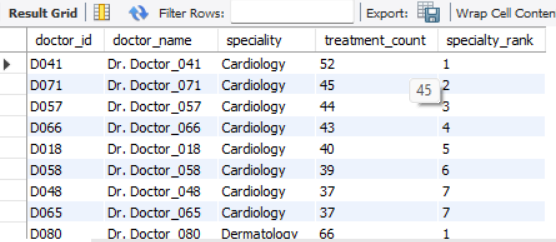 Result Grid Filter Rows: Export: Wrap Cell Conten
doctor_id doctor_name speciality treatment_count specialty_rank
D041 Dr. Doctor_041 Cardiology 52 1
D071 Dr. Doctor_071 Cardiology 45 45 2
D057 Dr. Doctor_057 Cardiology 44 3
D066 Dr. Doctor_066 Cardiology 43 4
D018 Dr. Doctor_018 Cardiology 40 5
D058 Dr. Doctor_058 Cardiology 39 6
D048 Dr. Doctor_048 Cardiology 37 7
D065 Dr. Doctor_065 Cardiology 37 7
D080 Dr. Doctor_080 Dermatology 66 1